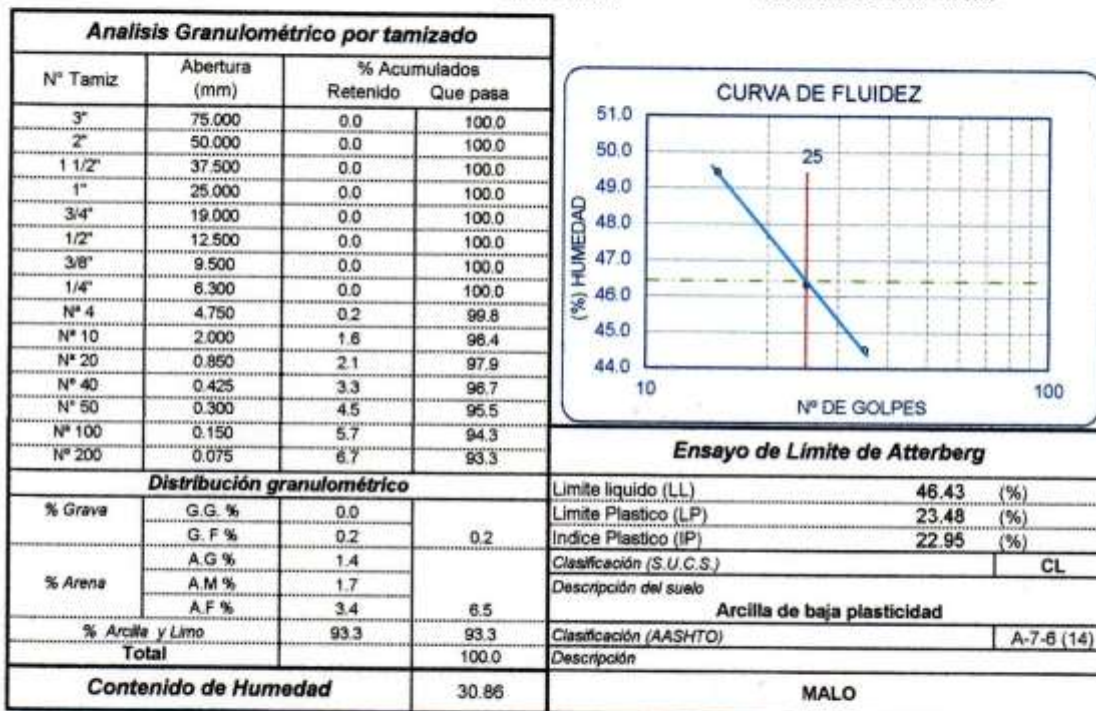 Analisis Granulométrico por tamizado
N° Tamiz Abertura (mm) % Acumulados Retenido Que pasa
3" 75.000 0.0 100.0
2" 50.000 0.0 100.0
1 1/2" 37.500 0.0 100.0
1" 25.000 0.0 100.0
3/4" 19.000 0.0 100.0
1/2" 12.500 0.0 100.0
3/8" 9.500 0.0 100.0
1/4" 6.300 0.0 100.0
Nª 4 4.750 0.2 99.8
Nª 10 2.000 1.6 98.4
Nª 20 0.850 2.1 97.9
Nª 40 0.425 3.3 96.7
N° 50 0.300 4.5 95.5
Nª 100 0.150 5.7 94.3
Nª 200 0.075 6.7 93.3
Distribución granulométrico
% Grava G.G. % 0.0
G. F % 0.2 0.2
A.G % 1.4
% Arena A.M % 1.7
A.F % 3.4 6.5
% Arcilla y Limo 93.3 93.3
Total 100.0
Contenido de Humedad 30.86
CURVA DE FLUIDEZ
51.0
50.0
49.0
48.0
47.0
46.0
45.0
44.0
(%) HUMEDAD
25
10 100
Nº DE GOLPES
Ensayo de Límite de Atterberg
Limite liquido (LL) 46.43 (%)
Limite Plastico (LP) 23.48 (%)
Indice Plastico (IP) 22.95 (%)
Clasificación (S.U.C.S.) CL
Descripción del suelo
Arcilla de baja plasticidad
Clasificación (AASHTO) A-7-6 (14)
Descripción
MALO